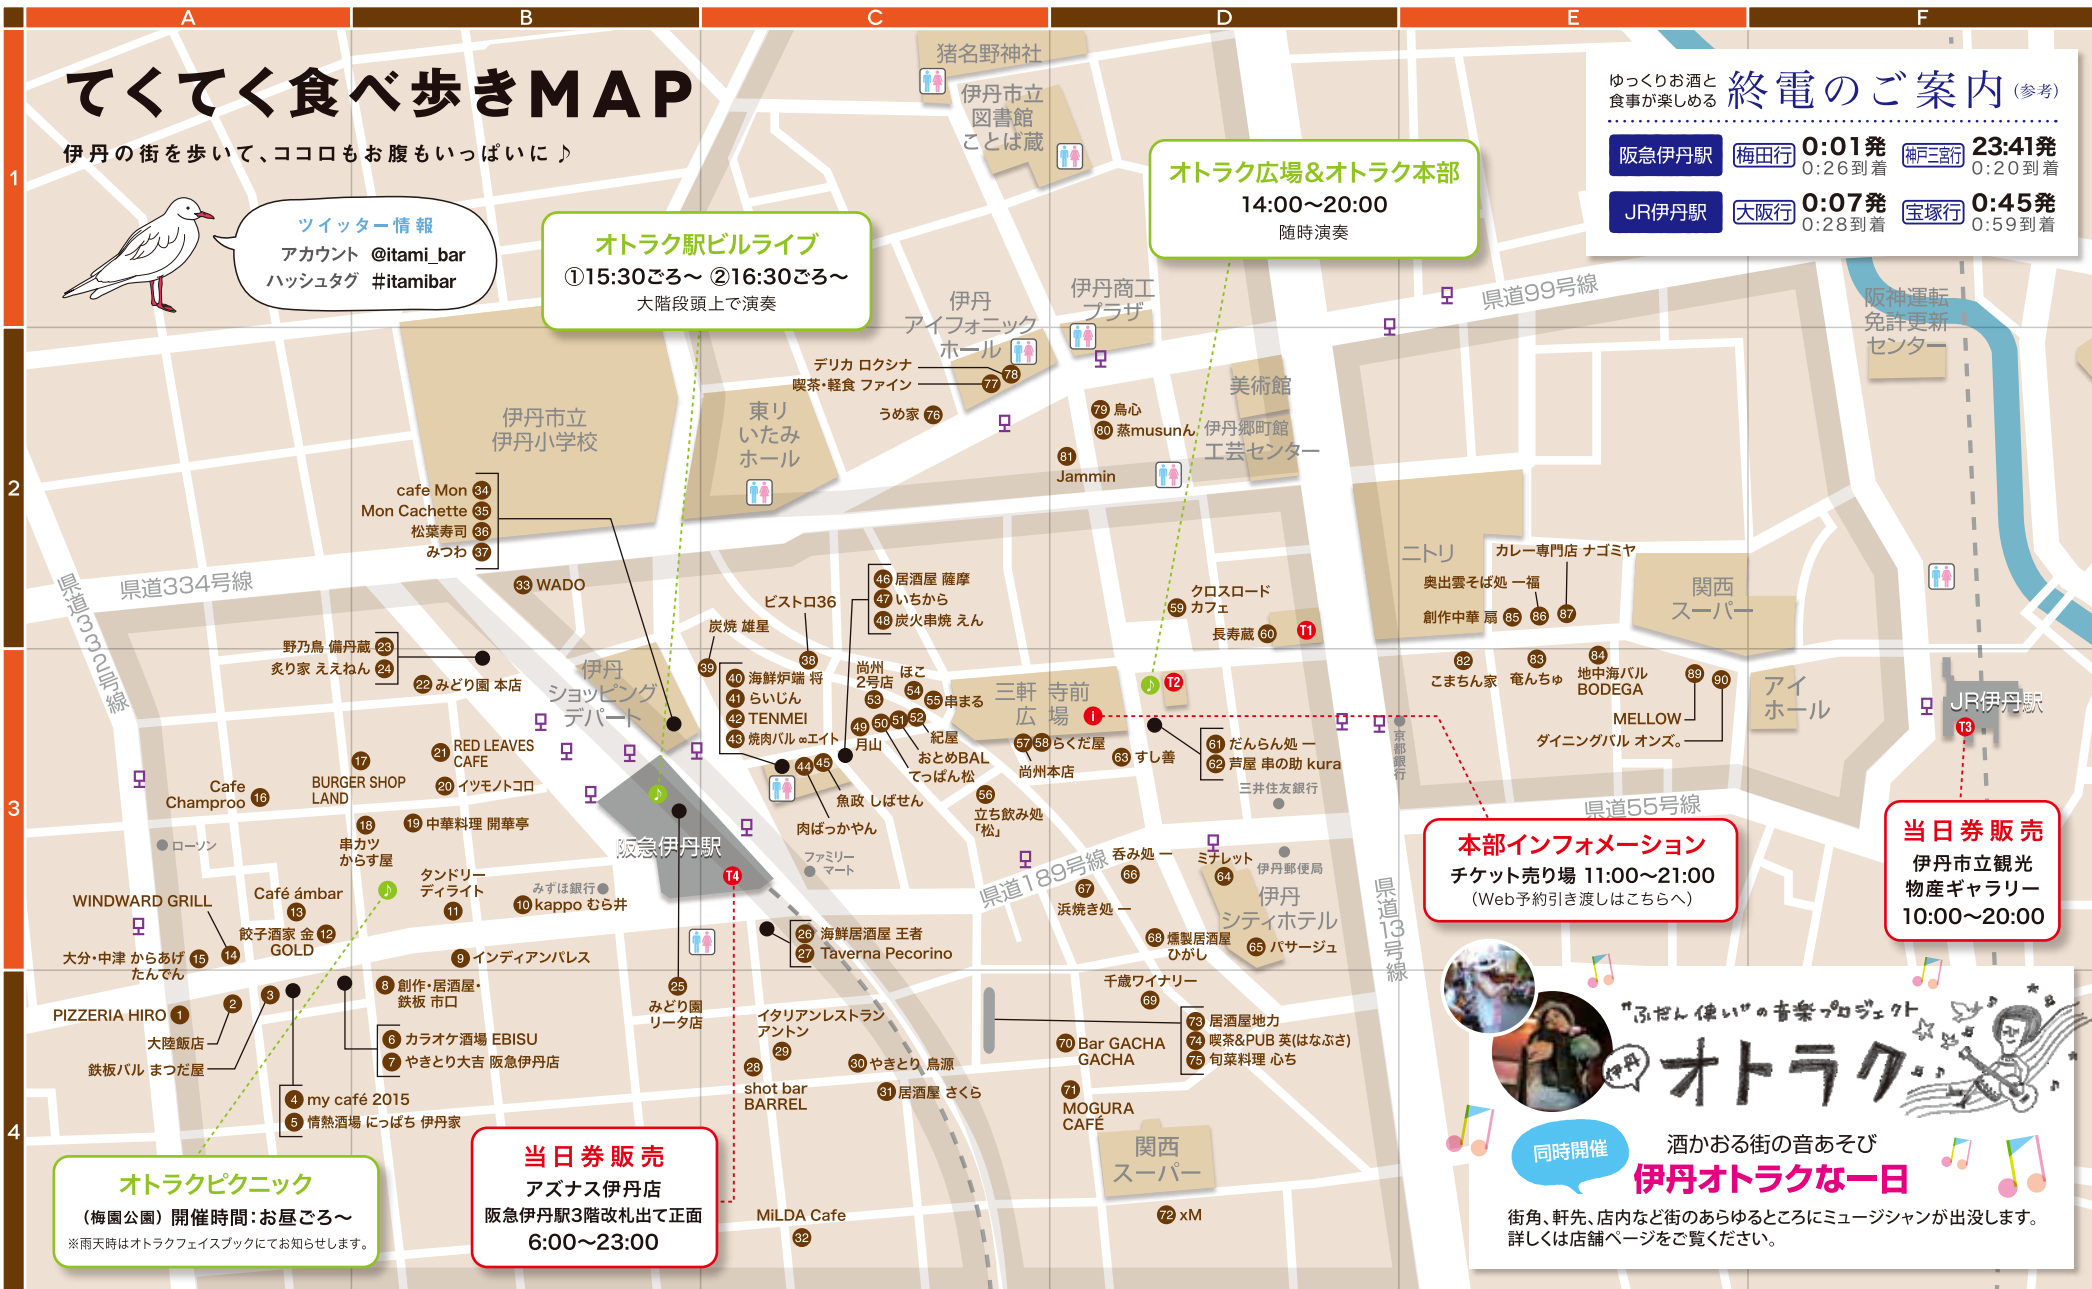 A
B
C
D
E
F
1
2
3
4
てくてく食べ歩きMAP
伊丹の街を歩いて、ココロもお腹もいっぱいに♪
ツイッター情報
アカウント @itami_bar
ハッシュタグ #itamibar
オトラク駅ビルライブ
①15:30ごろ〜 ②16:30ごろ〜
大階段頭上で演奏
オトラク広場&オトラク本部
14:00〜20:00
随時演奏
ゆっくりお酒と
食事が楽しめる
終電のご案内(参考)
阪急伊丹駅 梅田行 0:01発 神戸三宮行 23:41発
0:26到着 0:20到着
JR伊丹駅 大阪行 0:07発 宝塚行 0:45発
0:28到着 0:59到着
猪名野神社
伊丹市立
図書館
ことば蔵
伊丹
アイフォニック
ホール
伊丹商工
プラザ
県道99号線
阪神運転
免許更新
センター
デリカ ロクシナ 78
喫茶・軽食 ファイン 77
うめ家 76
79 鳥心
80 蒸musunん
81
Jammin
美術館
伊丹郷町館
工芸センター
伊丹市立
伊丹小学校
東リ
いたみ
ホール
cafe Mon 34
Mon Cachette 35
松葉寿司 36
みつわ 37
33 WADO
県道334号線
県道332号線
野乃鳥 備丹蔵 23
炙り家 ええねん 24
22 みどり園 本店
伊丹
ショッピング
デパート
炭焼 雄星
39
ビストロ36
38
46 居酒屋 薩摩
47 いちから
48 炭火串焼 えん
40 海鮮炉端 将
41 らいじん
42 TENMEI
43 焼肉バル ∞エイト
尚州
2号店
53
ほこ
54
55 串まる
49
月山
50 51 52
紀屋
おとめBAL
てっぱん松
44 45
魚政 しばせん
肉ばっかやん
56
立ち飲み処
「松」
三軒 寺前
広 場
i
57 58 らくだ屋
尚州本店
63 すし善
クロスロード
59 カフェ
長寿蔵 60
T1
T2
61 だんらん処 一
62 芦屋 串の助 kura
三井住友銀行
京都銀行
ニトリ
カレー専門店 ナゴミヤ
奥出雲そば処 一福
創作中華 扇 85 86 87
関西
スーパー
82
こまちん家
83
奄んちゅ
84
地中海バル
BODEGA
89 90
MELLOW
ダイニングバル オンズ。
アイ
ホール
JR伊丹駅
T3
県道55号線
17
BURGER SHOP
LAND
21 RED LEAVES
CAFE
20 イツモノトコロ
Cafe
Champroo 16
18
串カツ
からす屋
19 中華料理 開華亭
ローソン
阪急伊丹駅
T4
ファミリー
マート
県道189号線
WINDWARD GRILL
14
Café ámbar
13
餃子酒家 金 12
GOLD
タンドリー
ディライト
11
みずほ銀行
10 kappo むら井
大分・中津 からあげ 15
たんでん
9 インディアンパレス
26 海鮮居酒屋 王者
27 Taverna Pecorino
呑み処 一
66
67
浜焼き処 一
ミナレット
64
伊丹郵便局
伊丹
シティホテル
68 燻製居酒屋
ひがし
65 パサージュ
県道13号線
本部インフォメーション
チケット売り場 11:00〜21:00
(Web予約引き渡しはこちらへ)
当日券販売
伊丹市立観光
物産ギャラリー
10:00〜20:00
PIZZERIA HIRO 1
2
大陸飯店
3
鉄板バル まつだ屋
8 創作・居酒屋・
鉄板 市口
6 カラオケ酒場 EBISU
7 やきとり大吉 阪急伊丹店
4 my café 2015
5 情熱酒場 にっぱち 伊丹家
25
みどり園
リータ店
イタリアンレストラン
アントン
29
28
shot bar
BARREL
30 やきとり 鳥源
31 居酒屋 さくら
千歳ワイナリー
69
70 Bar GACHA
GACHA
73 居酒屋地力
74 喫茶&PUB 英(はなぶさ)
75 旬菜料理 心ち
71
MOGURA
CAFÉ
関西
スーパー
72 xM
MiLDA Cafe
32
オトラクピクニック
(梅園公園) 開催時間:お昼ごろ〜
※雨天時はオトラクフェイスブックにてお知らせします。
当日券販売
アズナス伊丹店
阪急伊丹駅3階改札出て正面
6:00〜23:00
"ふだん使い"の音楽プロジェクト
伊丹
オトラク
同時開催
酒かおる街の音あそび
伊丹オトラクな一日
街角、軒先、店内など街のあらゆるところにミュージシャンが出没します。
詳しくは店舗ページをご覧ください。